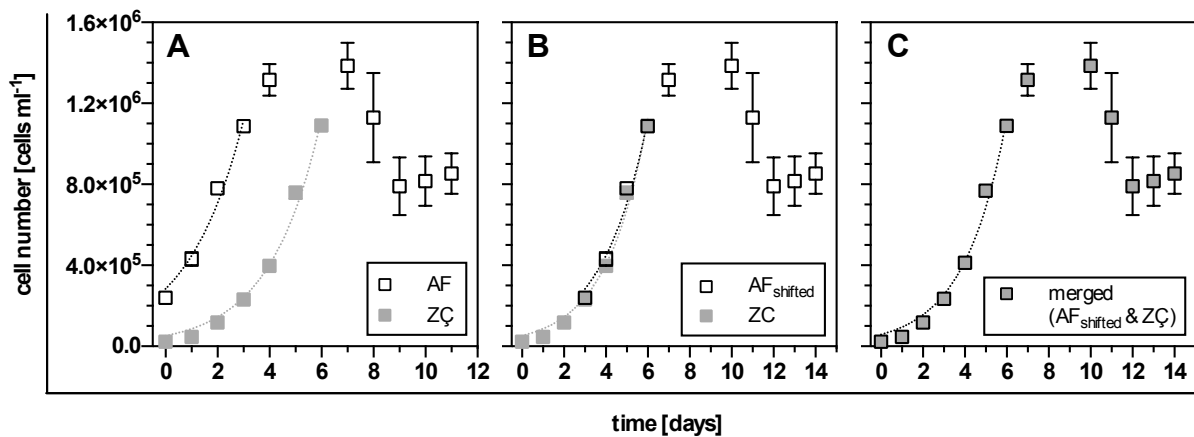 A
B
C
1.6×10⁶
1.2×10⁶
8.0×10⁵
4.0×10⁵
0.0
cell number [cells ml⁻¹]
AF
ZÇ
AFshifted
ZC
merged
(AFshifted & ZÇ)
0 2 4 6 8 10 12
0 2 4 6 8 10 12 14
0 2 4 6 8 10 12 14
time [days]